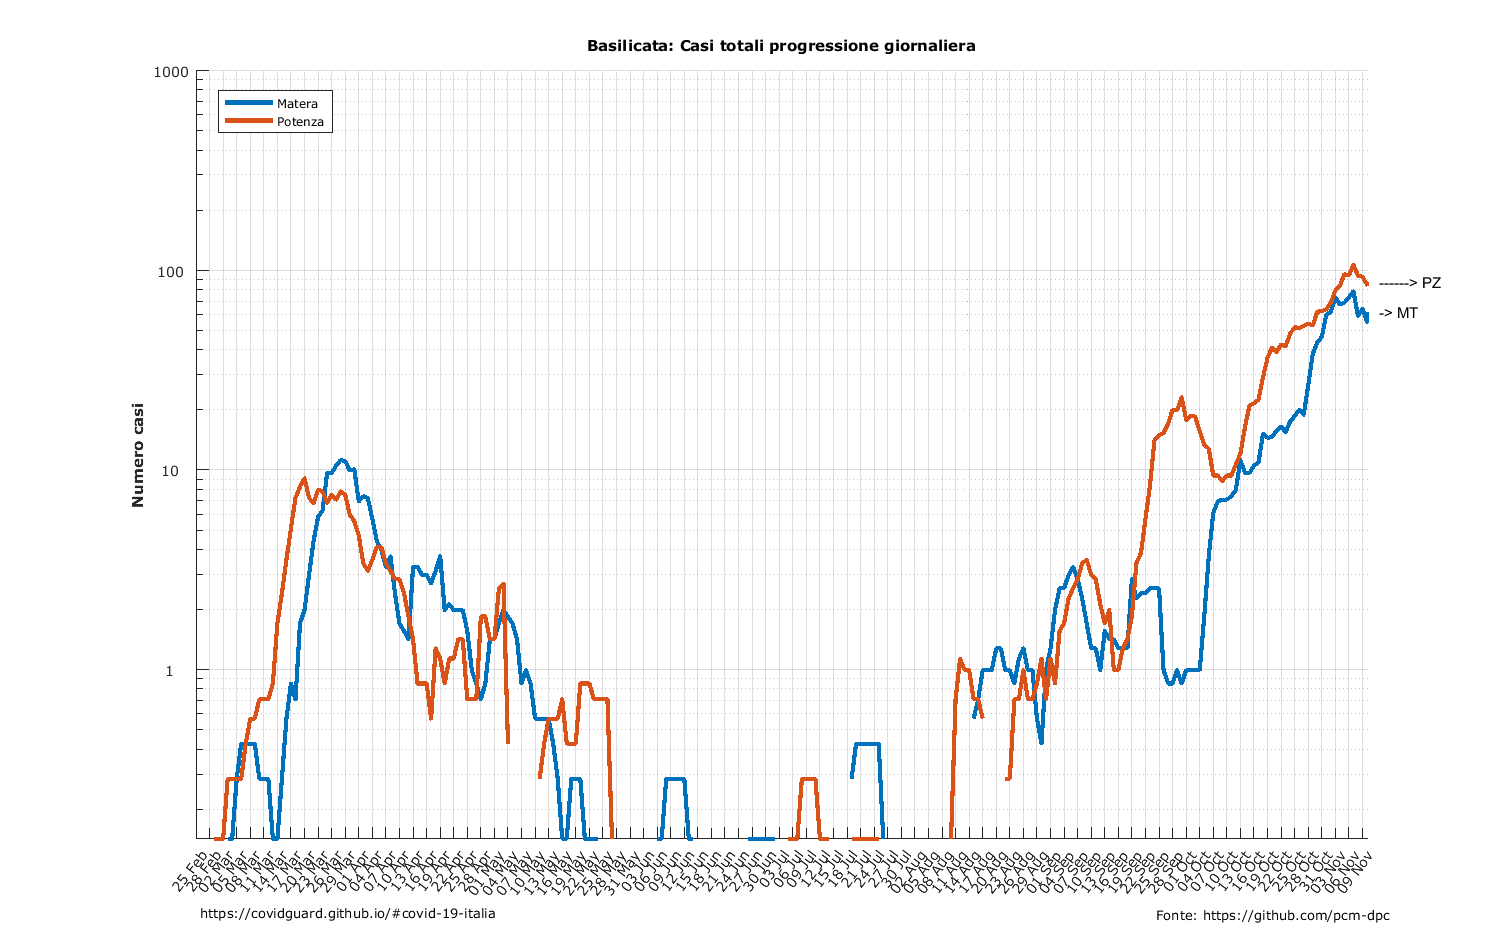 Basilicata: Casi totali progressione giornaliera
1000
Matera
Potenza
100
------> PZ
-> MT
Numero casi
10
1
25 Feb
28 Feb
02 Mar
05 Mar
08 Mar
11 Mar
14 Mar
17 Mar
20 Mar
23 Mar
26 Mar
29 Mar
01 Apr
04 Apr
07 Apr
10 Apr
13 Apr
16 Apr
19 Apr
22 Apr
25 Apr
28 Apr
01 May
04 May
07 May
10 May
13 May
16 May
19 May
22 May
25 May
28 May
31 May
03 Jun
06 Jun
09 Jun
12 Jun
15 Jun
18 Jun
21 Jun
24 Jun
27 Jun
30 Jun
03 Jul
06 Jul
09 Jul
12 Jul
15 Jul
18 Jul
21 Jul
24 Jul
27 Jul
30 Jul
02 Aug
05 Aug
08 Aug
11 Aug
14 Aug
17 Aug
20 Aug
23 Aug
26 Aug
29 Aug
01 Sep
04 Sep
07 Sep
10 Sep
13 Sep
16 Sep
19 Sep
22 Sep
25 Sep
28 Sep
01 Oct
04 Oct
07 Oct
10 Oct
13 Oct
16 Oct
19 Oct
22 Oct
25 Oct
28 Oct
31 Oct
03 Nov
06 Nov
09 Nov
https://covidguard.github.io/#covid-19-italia
Fonte: https://github.com/pcm-dpc